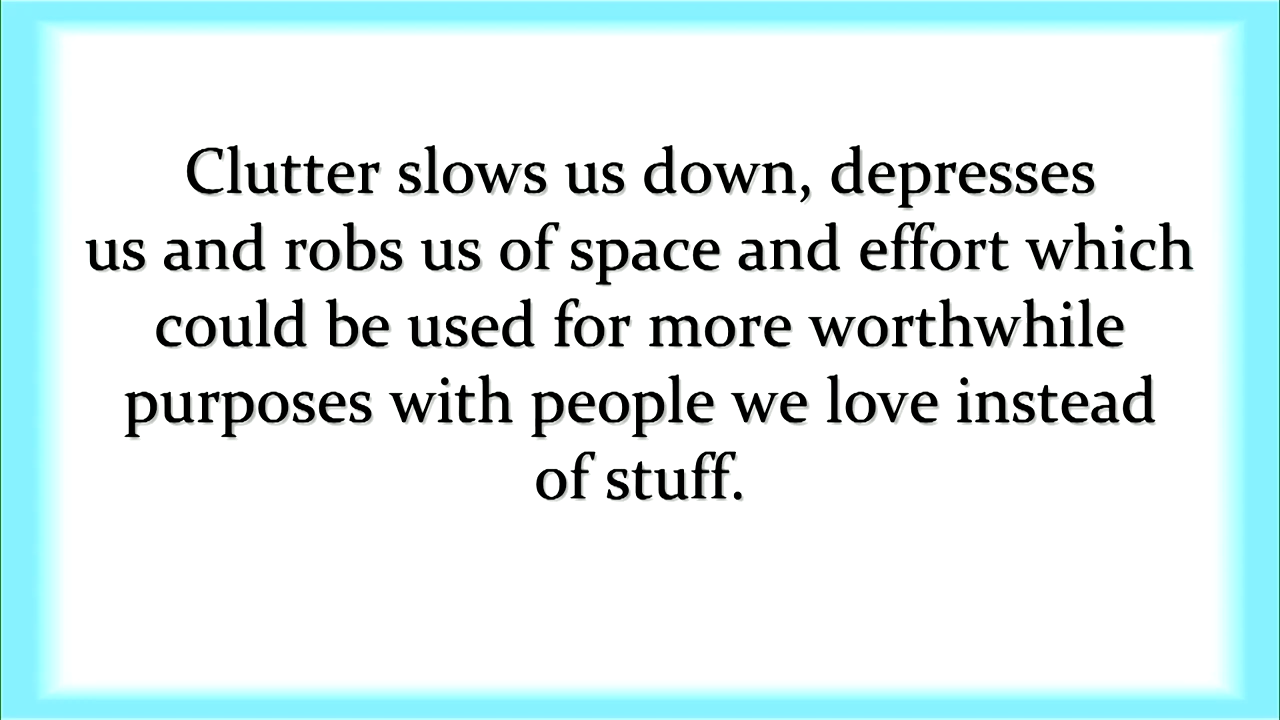 Clutter slows us down, depresses
us and robs us of space and effort which
could be used for more worthwhile
purposes with people we love instead
of stuff.